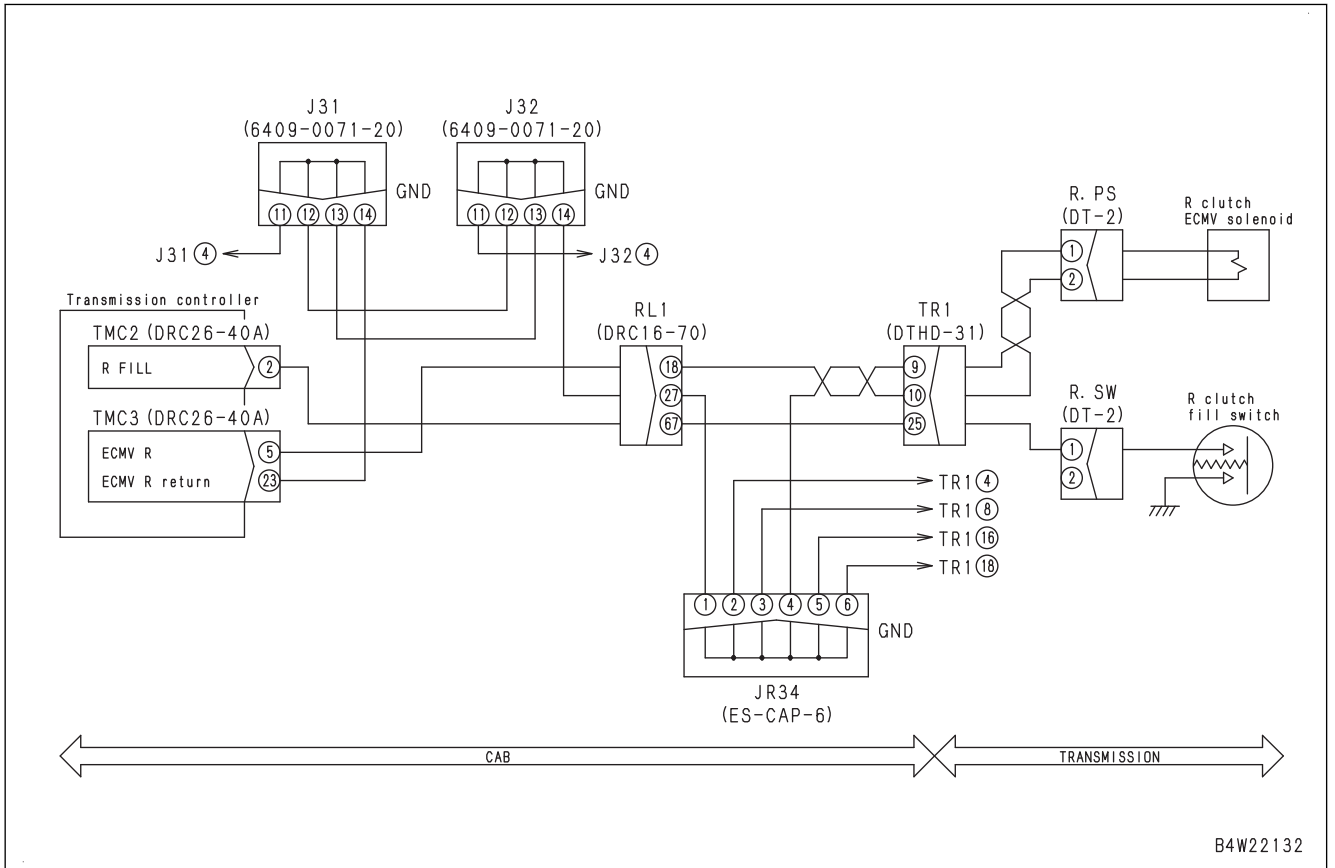 J31
(6409-0071-20)
GND
11 12 13 14
J31 4
J32
(6409-0071-20)
GND
11 12 13 14
J32 4
Transmission controller
TMC2 (DRC26-40A)
R FILL 2
TMC3 (DRC26-40A)
ECMV R 5
ECMV R return 23
RL1
(DRC16-70)
18
27
67
TR1
(DTHD-31)
9
10
25
R. PS
(DT-2)
1
2
R clutch
ECMV solenoid
R. SW
(DT-2)
1
2
R clutch
fill switch
TR1 4
TR1 8
TR1 16
TR1 18
1 2 3 4 5 6
GND
JR34
(ES-CAP-6)
CAB
TRANSMISSION
B4W22132